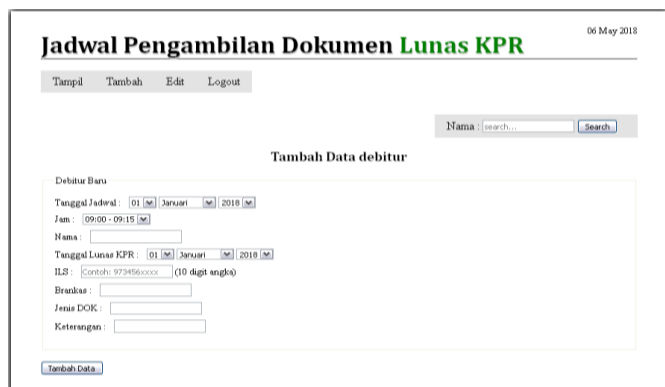 06 May 2018
Jadwal Pengambilan Dokumen Lunas KPR
Tampil Tambah Edit Logout
Nama : search... Search
Tambah Data debitur
Debitur Baru
Tanggal Jadwal : 01 Januari 2018
Jam : 09:00 - 09:15
Nama :
Tanggal Lunas KPR : 01 Januari 2018
ILS : Contoh: 973456xxxx (10 digit angka)
Brankas :
Jenis DOK :
Keterangan :
Tambah Data